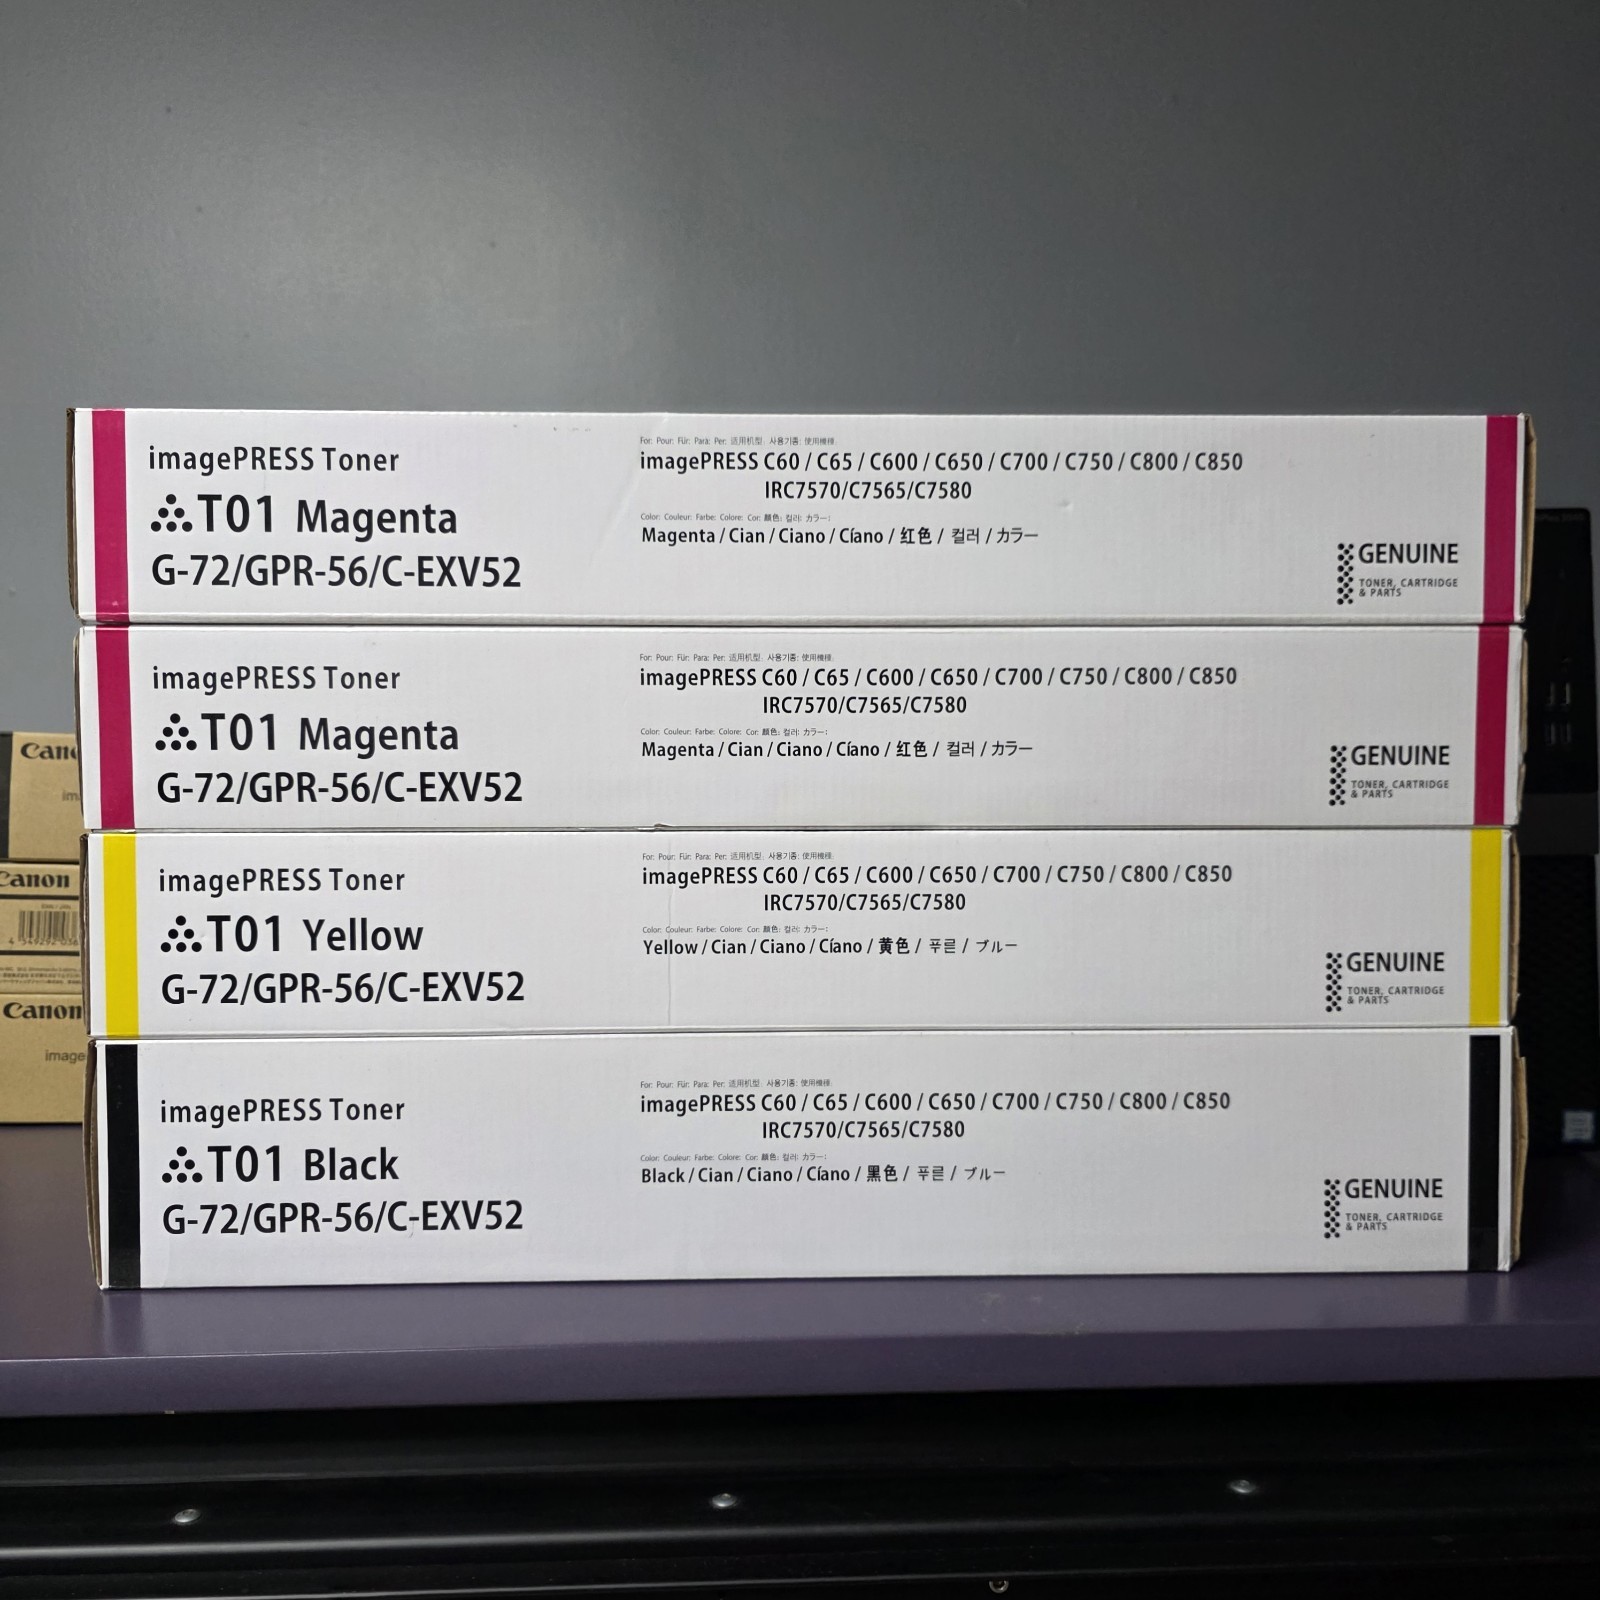 imagePRESS Toner
T01 Magenta
G-72/GPR-56/C-EXV52
For: Pour: Für: Para: Per: 适用机型: 사용기종: 使用機種:
imagePRESS C60 / C65 / C600 / C650 / C700 / C750 / C800 / C850
IRC7570/C7565/C7580
Color: Couleur: Farbe: Colore: Cor: 颜色: 컬러: カラー:
Magenta / Cian / Ciano / Cíano / 红色 / 컬러 / カラー
GENUINE
TONER, CARTRIDGE
& PARTS
imagePRESS Toner
T01 Magenta
G-72/GPR-56/C-EXV52
For: Pour: Für: Para: Per: 适用机型: 사용기종: 使用機種:
imagePRESS C60 / C65 / C600 / C650 / C700 / C750 / C800 / C850
IRC7570/C7565/C7580
Color: Couleur: Farbe: Colore: Cor: 颜色: 컬러: カラー:
Magenta / Cian / Ciano / Cíano / 红色 / 컬러 / カラー
GENUINE
TONER, CARTRIDGE
& PARTS
imagePRESS Toner
T01 Yellow
G-72/GPR-56/C-EXV52
For: Pour: Für: Para: Per: 适用机型: 사용기종: 使用機種:
imagePRESS C60 / C65 / C600 / C650 / C700 / C750 / C800 / C850
IRC7570/C7565/C7580
Color: Couleur: Farbe: Colore: Cor: 颜色: 컬러: カラー:
Yellow / Cian / Ciano / Cíano / 黄色 / 푸른 / ブルー
GENUINE
TONER, CARTRIDGE
& PARTS
imagePRESS Toner
T01 Black
G-72/GPR-56/C-EXV52
For: Pour: Für: Para: Per: 适用机型: 사용기종: 使用機種:
imagePRESS C60 / C65 / C600 / C650 / C700 / C750 / C800 / C850
IRC7570/C7565/C7580
Color: Couleur: Farbe: Colore: Cor: 颜色: 컬러: カラー:
Black / Cian / Ciano / Cíano / 黑色 / 푸른 / ブルー
GENUINE
TONER, CARTRIDGE
& PARTS
Cano
im
Canon
Canon
image